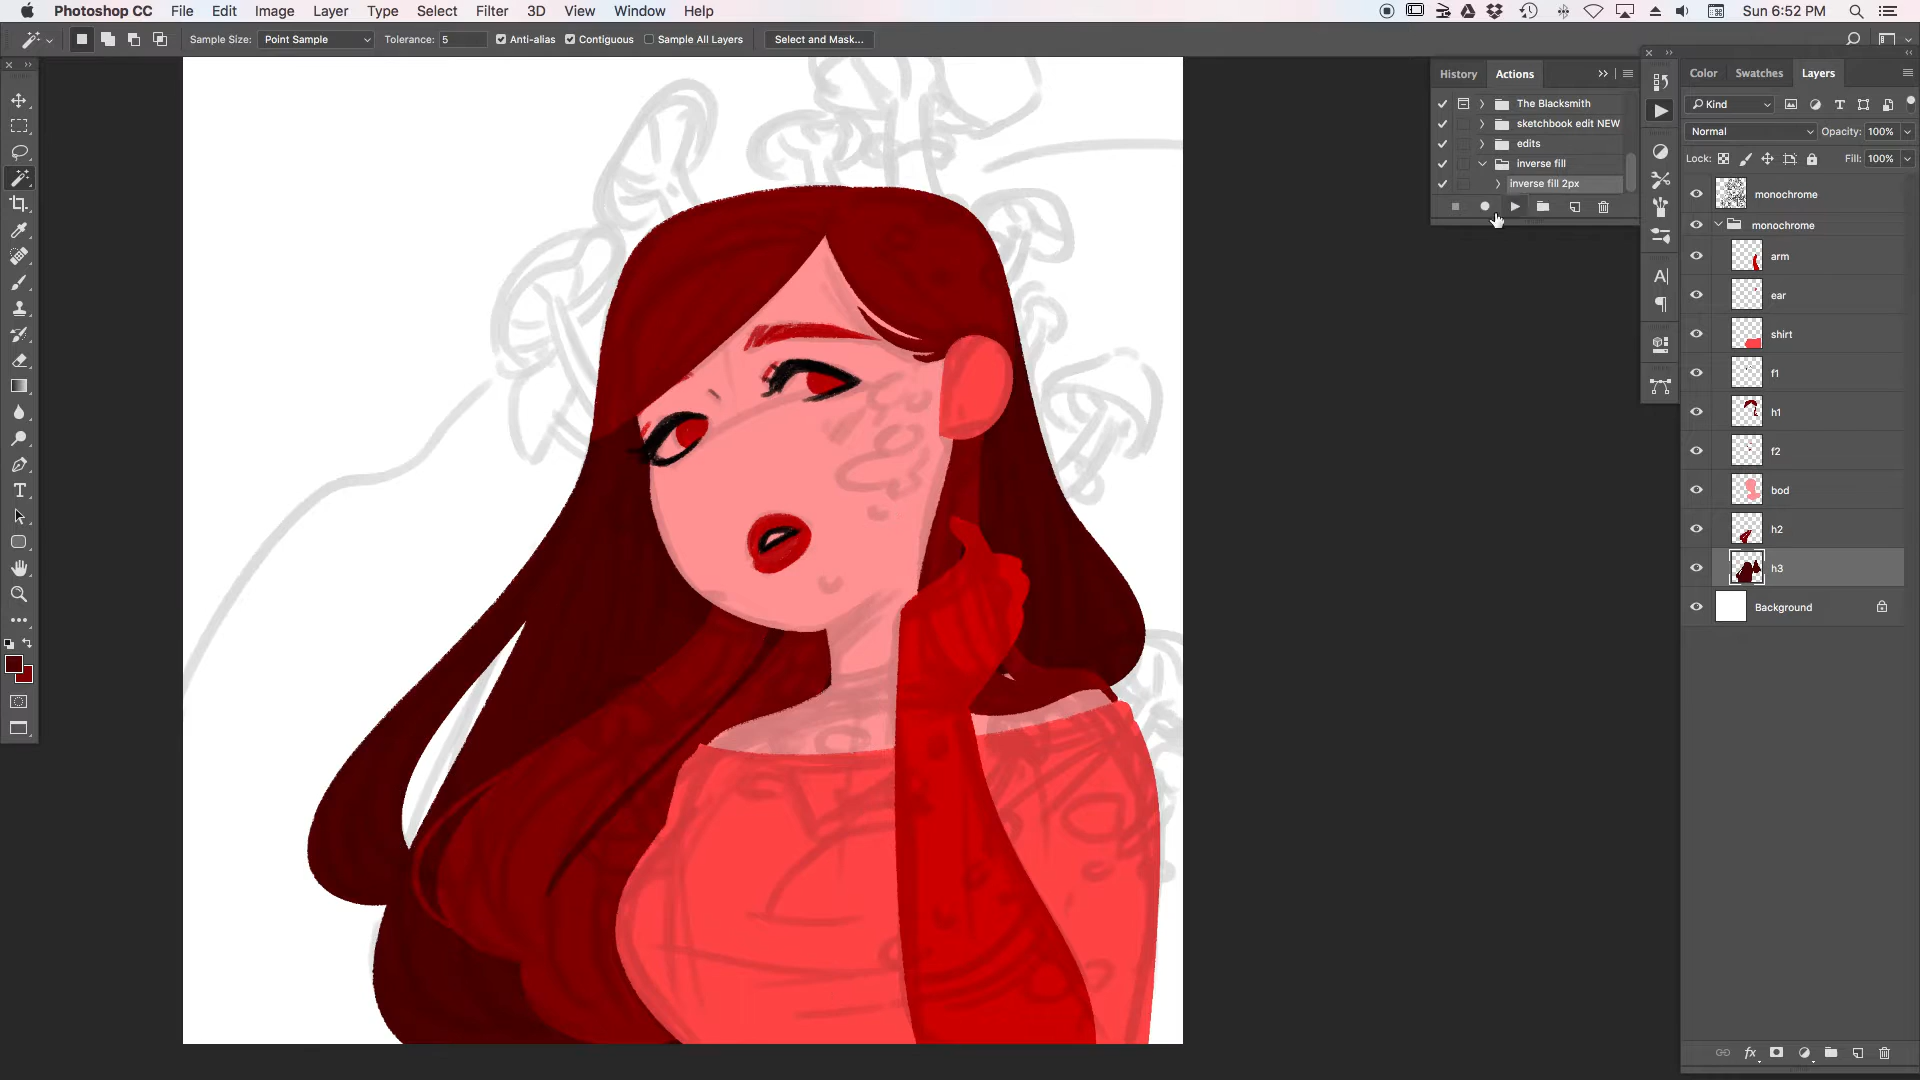 Photoshop CC File Edit Image Layer Type Select Filter 3D View Window Help Sun 6:52 PM
Sample Size: Point Sample Tolerance: 5 Anti-alias Contiguous Sample All Layers Select and Mask...
History Actions
The Blacksmith
sketchbook edit NEW
edits
inverse fill
inverse fill 2px
Color Swatches Layers
Kind
Normal Opacity: 100%
Lock: Fill: 100%
monochrome
monochrome
arm
ear
shirt
f1
h1
f2
bod
h2
h3
Background